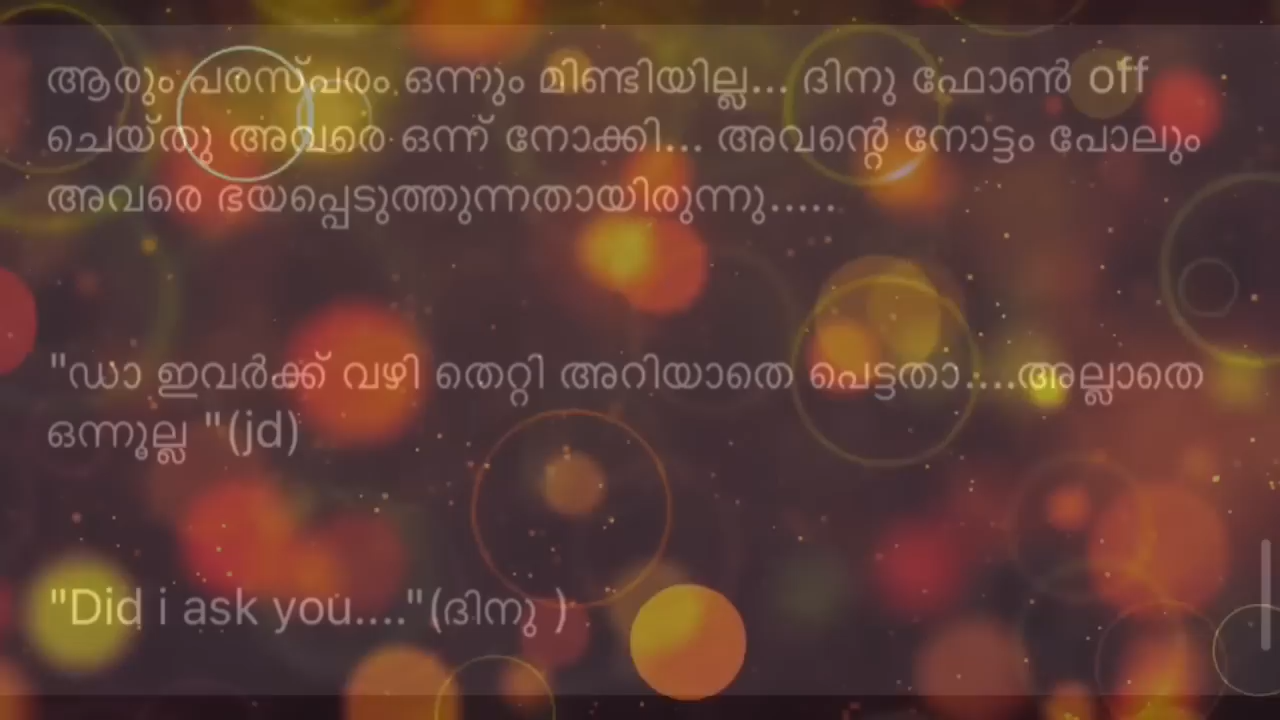 ആരും പരസ്പരം ഒന്നും മിണ്ടിയില്ല... ദിനു ഫോൺ off
ചെയ്തു അവരെ ഒന്ന് നോക്കി... അവന്റെ നോട്ടം പോലും
അവരെ ഭയപ്പെടുത്തുന്നതായിരുന്നു.....
"ഡാ ഇവർക്ക് വഴി തെറ്റി അറിയാതെ പെട്ടതാ....അല്ലാതെ
ഒന്നൂല്ല "(jd)
"Did i ask you...."(ദിനു )